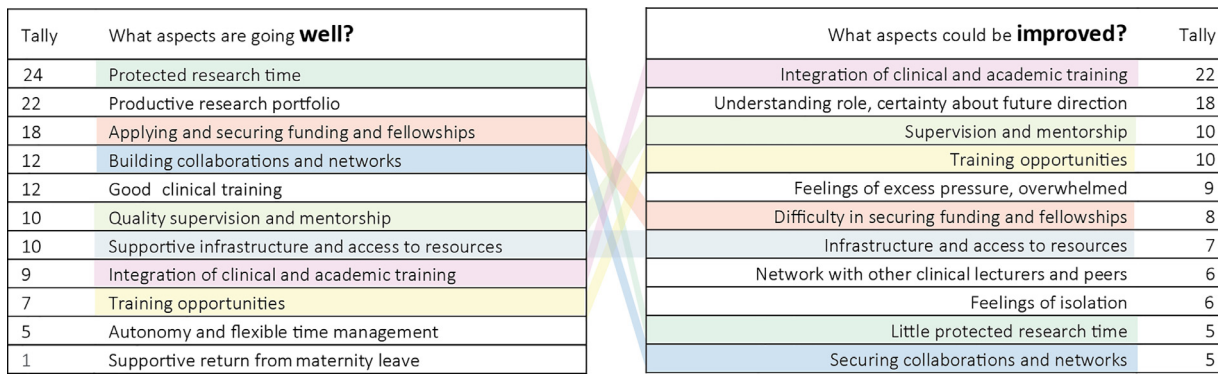 Tally What aspects are going well?
24 Protected research time
22 Productive research portfolio
18 Applying and securing funding and fellowships
12 Building collaborations and networks
12 Good clinical training
10 Quality supervision and mentorship
10 Supportive infrastructure and access to resources
9 Integration of clinical and academic training
7 Training opportunities
5 Autonomy and flexible time management
1 Supportive return from maternity leave
What aspects could be improved? Tally
Integration of clinical and academic training 22
Understanding role, certainty about future direction 18
Supervision and mentorship 10
Training opportunities 10
Feelings of excess pressure, overwhelmed 9
Difficulty in securing funding and fellowships 8
Infrastructure and access to resources 7
Network with other clinical lecturers and peers 6
Feelings of isolation 6
Little protected research time 5
Securing collaborations and networks 5